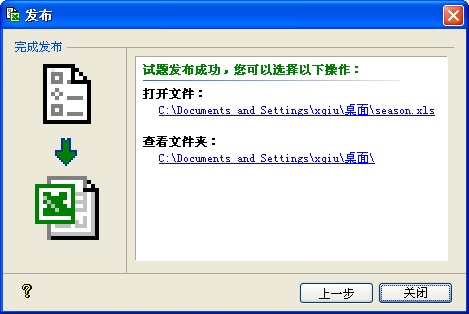 发布
完成发布
试题发布成功，您可以选择以下操作：
打开文件：
C:\Documents and Settings\xqiu\桌面\season.xls
查看文件夹：
C:\Documents and Settings\xqiu\桌面\
?
上一步
关闭